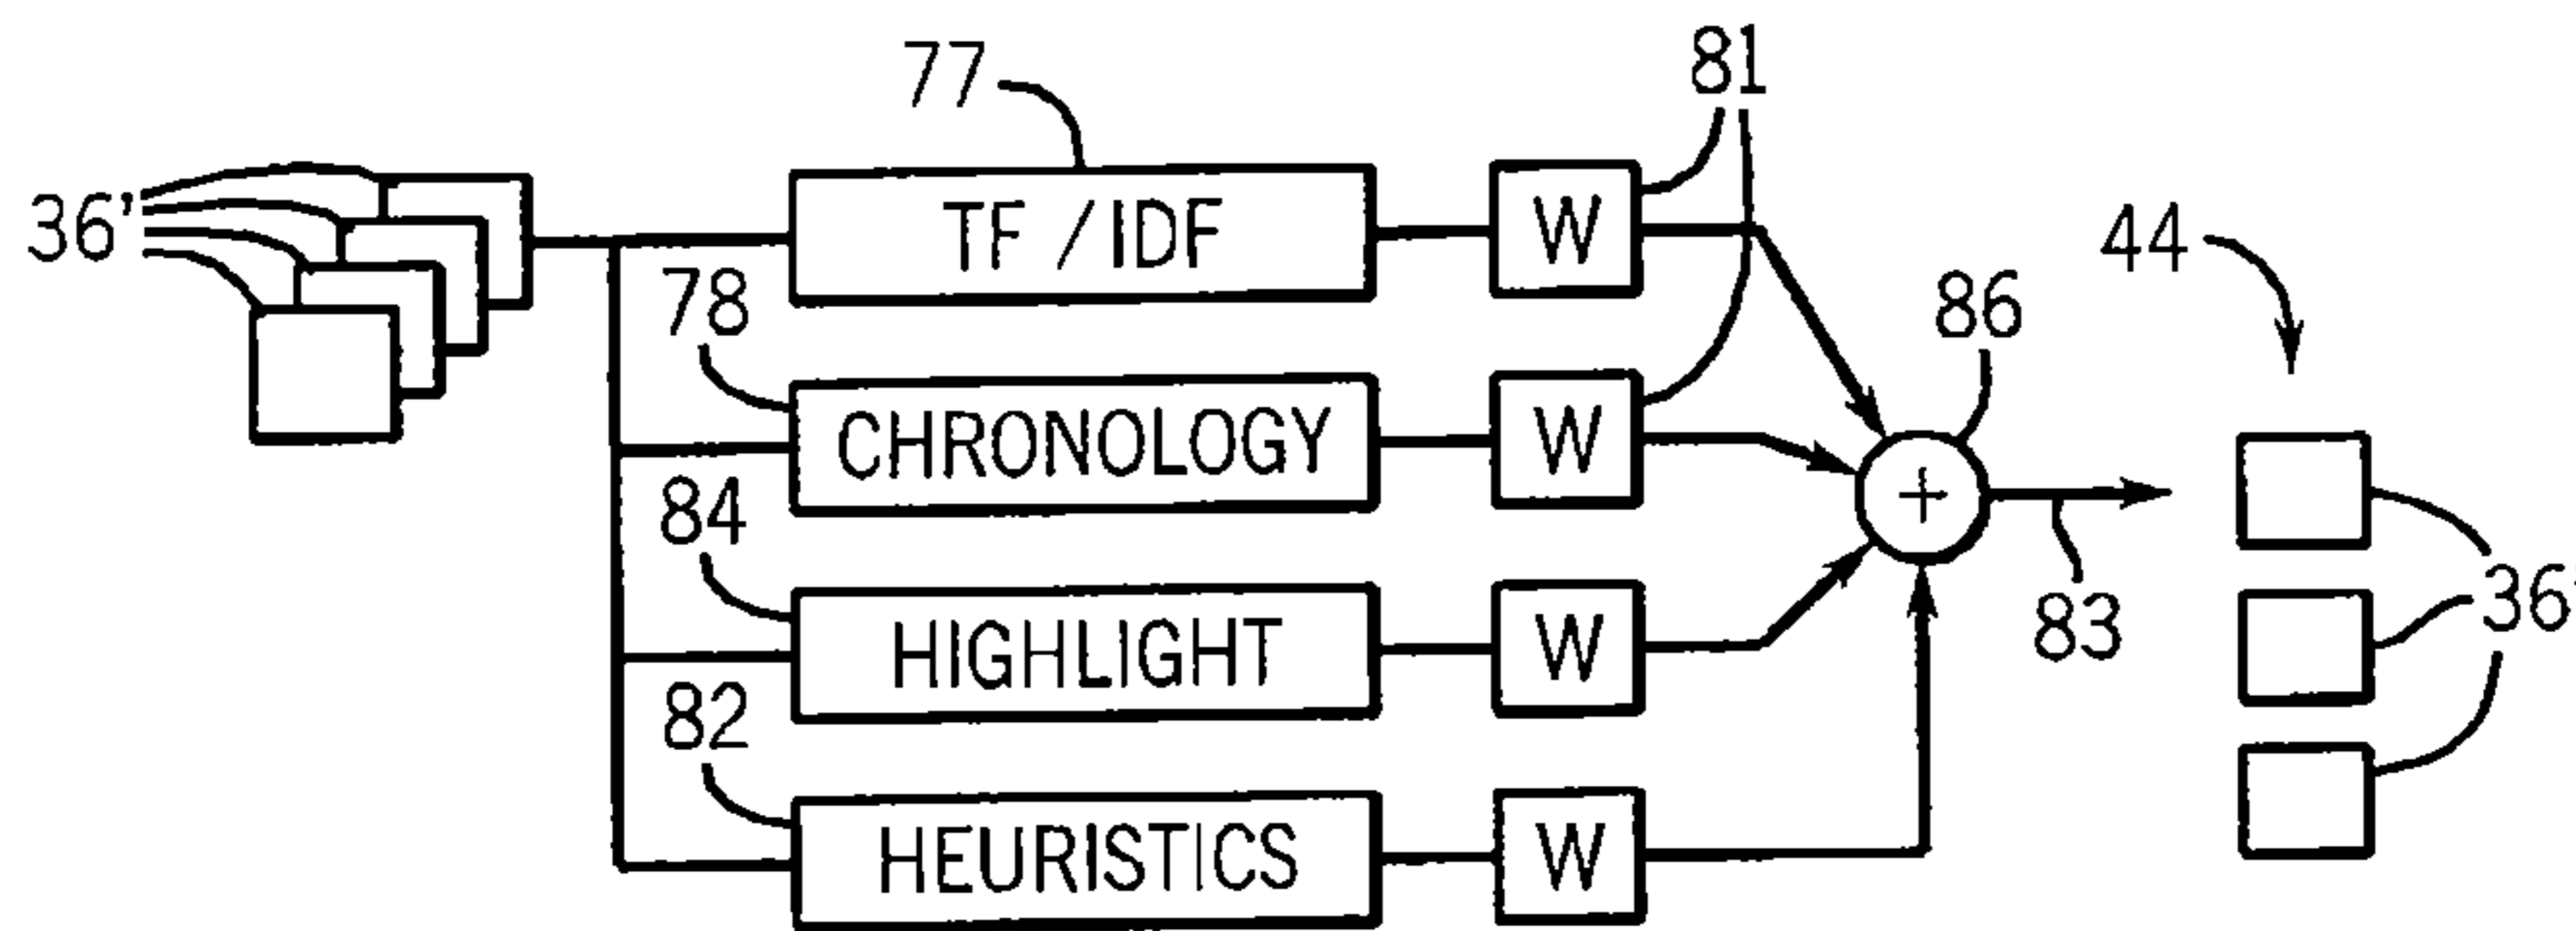 77
81
36'
TF / IDF
W
44
78
86
CHRONOLOGY
W
84
+
36'
83
HIGHLIGHT
W
82
HEURISTICS
W